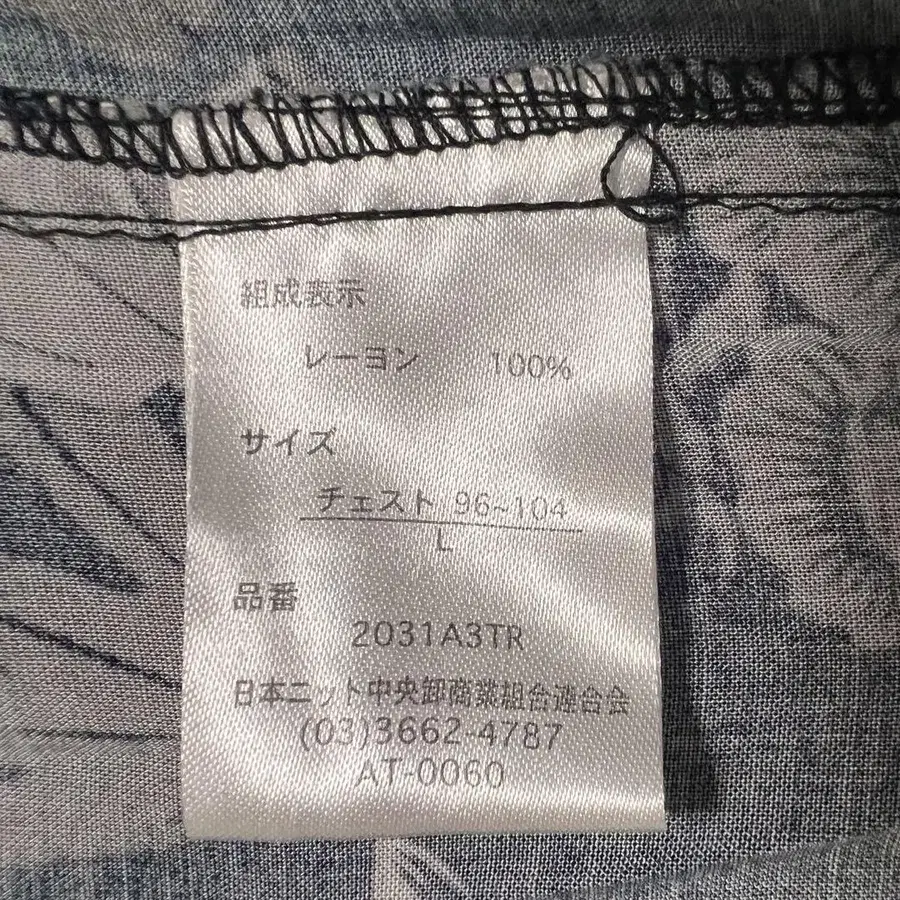 組成表示
レーヨン 100%
サイズ
チェスト 96~104
L
品番
2031A3TR
日本ニット中央卸商業組合連合会
(03)3662-4787
AT-0060